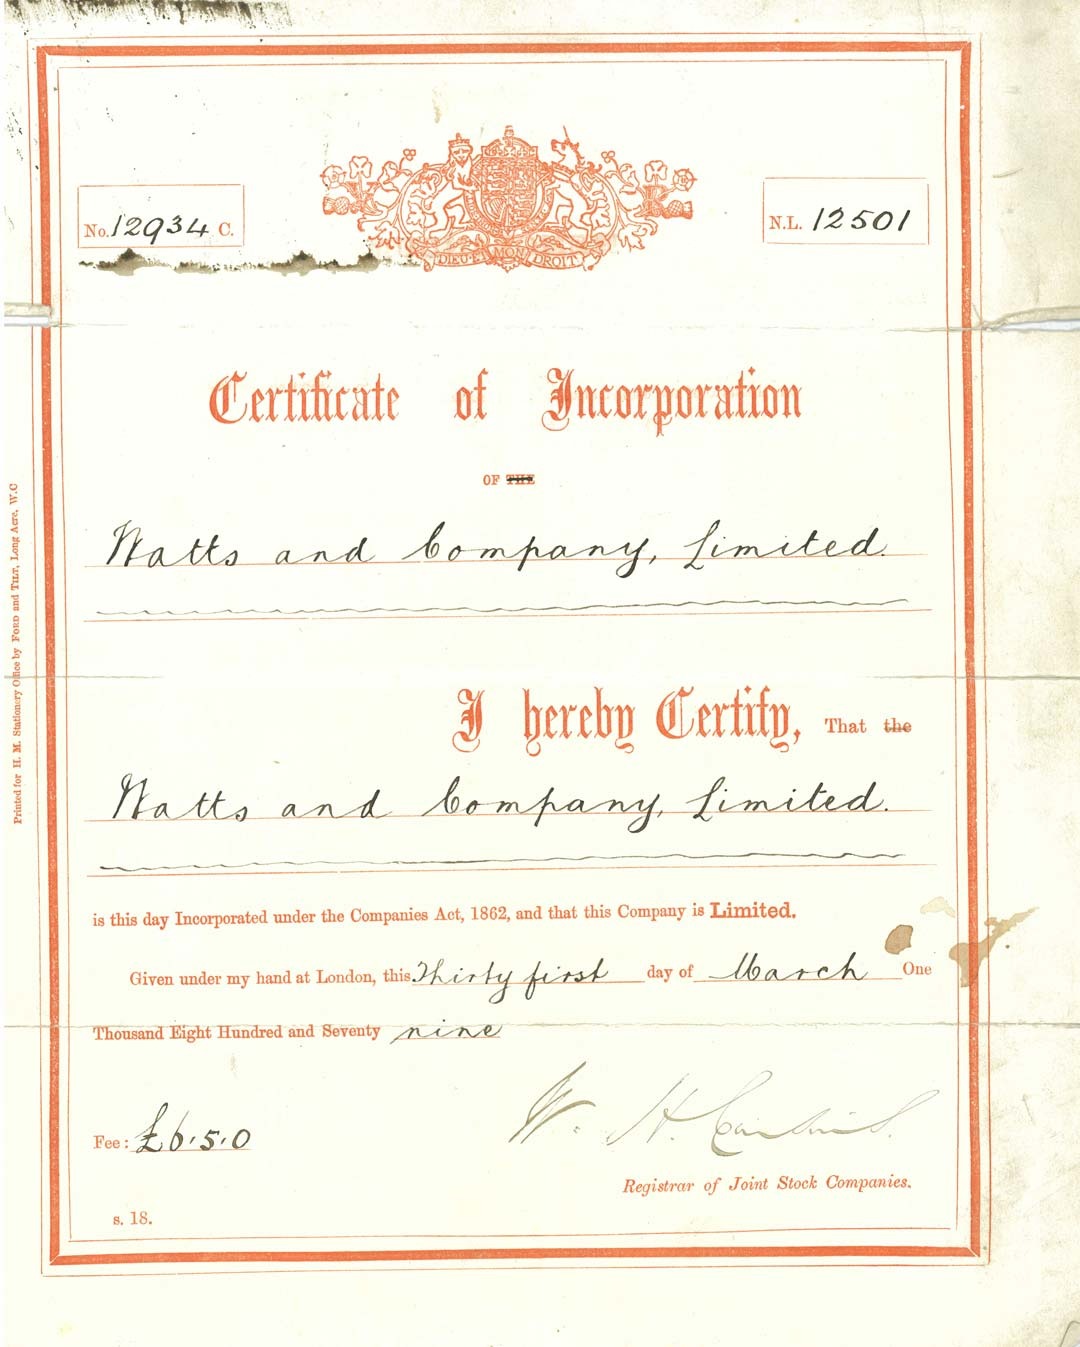 No. 12934 C.
N.L. 12501
DIEU ET MON DROIT
Certificate of Incorporation
OF THE
Watts and Company, Limited.
I hereby Certify, That the
Watts and Company, Limited.
is this day Incorporated under the Companies Act, 1862, and that this Company is Limited.
Given under my hand at London, this Thirty first day of March One
Thousand Eight Hundred and Seventy nine
Fee: £6.5.0
W. H.
Registrar of Joint Stock Companies.
s. 18.
Printed for H. M. Stationery Office by FORD and TILT, Long Acre, W.C